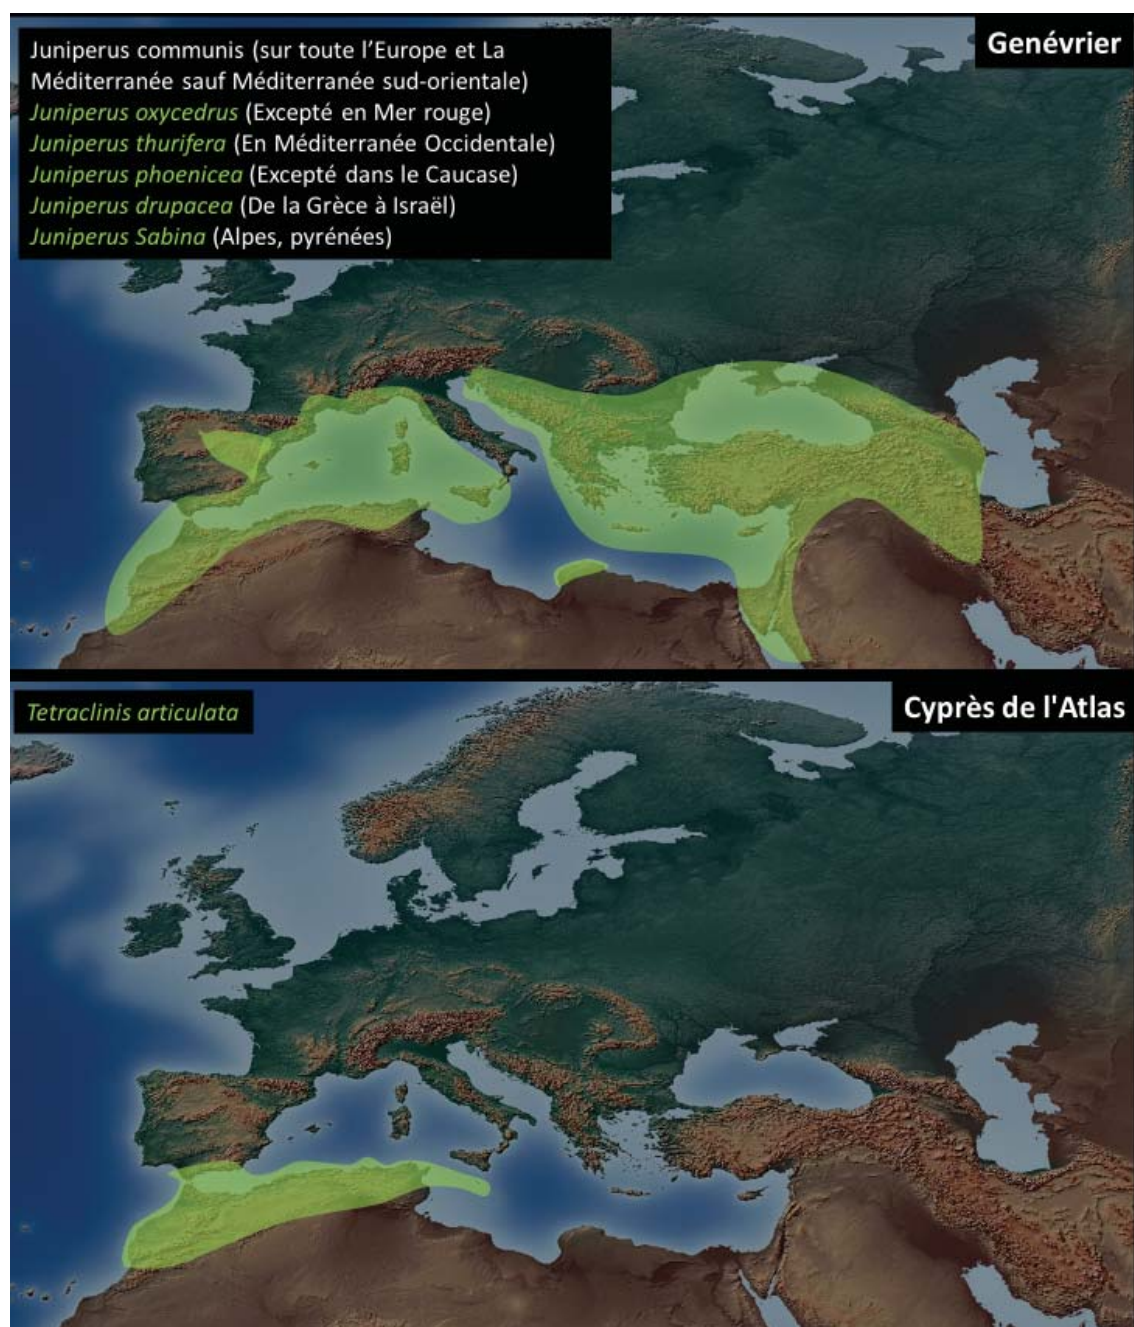 Juniperus communis (sur toute l’Europe et La
Méditerranée sauf Méditerranée sud-orientale)
Juniperus oxycedrus (Excepté en Mer rouge)
Juniperus thurifera (En Méditerranée Occidentale)
Juniperus phoenicea (Excepté dans le Caucase)
Juniperus drupacea (De la Grèce à Israël)
Juniperus Sabina (Alpes, pyrénées)
Genévrier
Tetraclinis articulata
Cyprès de l'Atlas